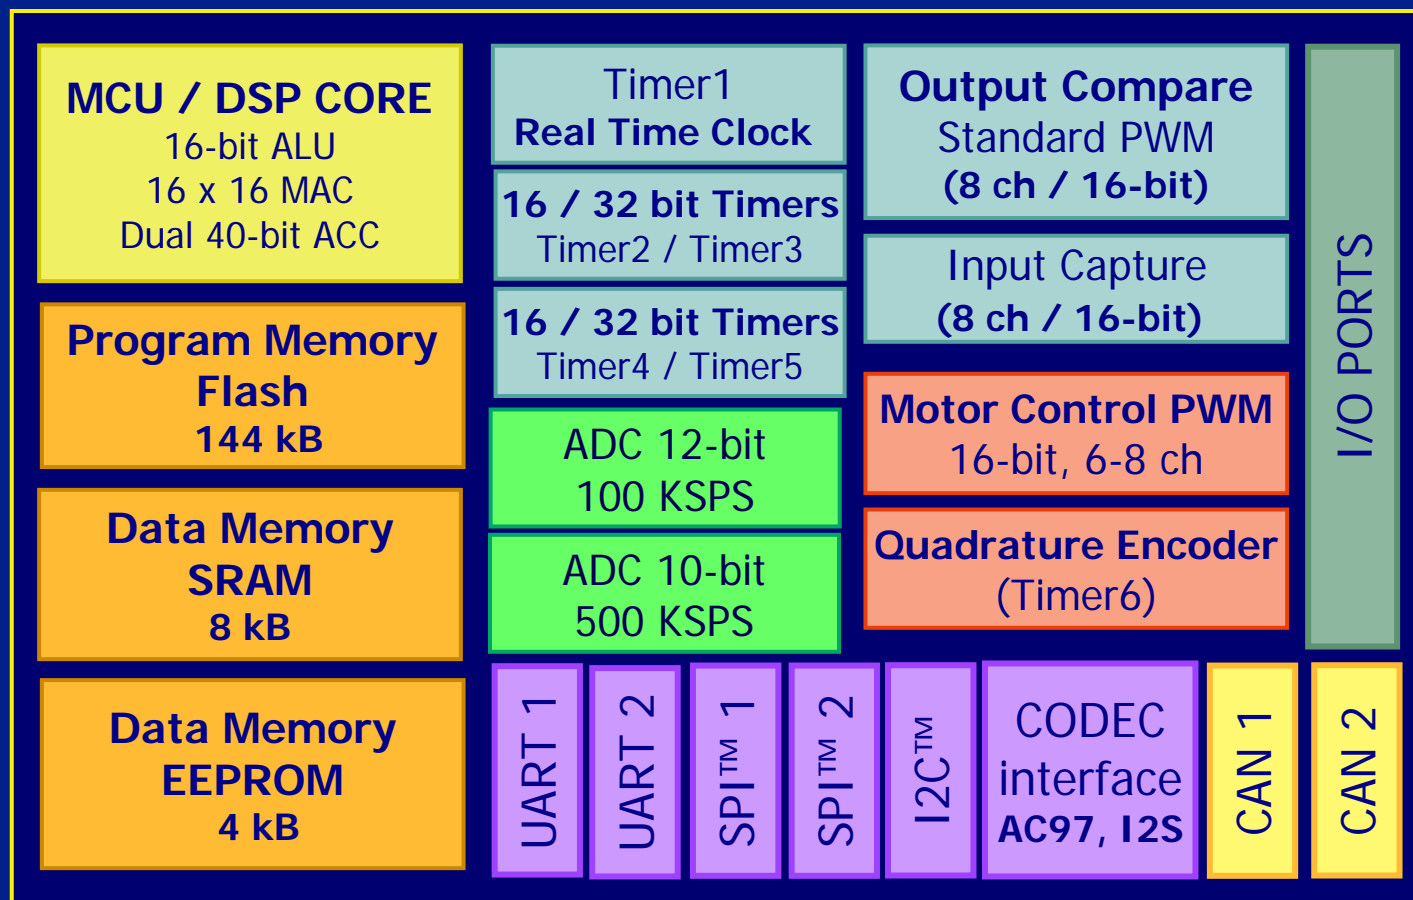 MCU / DSP CORE
16-bit ALU
16 x 16 MAC
Dual 40-bit ACC
Program Memory
Flash
144 kB
Data Memory
SRAM
8 kB
Data Memory
EEPROM
4 kB
Timer1
Real Time Clock
16 / 32 bit Timers
Timer2 / Timer3
16 / 32 bit Timers
Timer4 / Timer5
ADC 12-bit
100 KSPS
ADC 10-bit
500 KSPS
Output Compare
Standard PWM
(8 ch / 16-bit)
Input Capture
(8 ch / 16-bit)
Motor Control PWM
16-bit, 6-8 ch
Quadrature Encoder
(Timer6)
I/O PORTS
UART 1
UART 2
SPI™ 1
SPI™ 2
I2C™
CODEC
interface
AC97, I2S
CAN 1
CAN 2